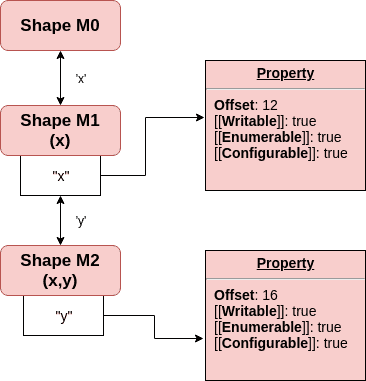 Shape M0
'x'
Shape M1
(x)
"x"
Property
Offset: 12
[[Writable]]: true
[[Enumerable]]: true
[[Configurable]]: true
'y'
Shape M2
(x,y)
"y"
Property
Offset: 16
[[Writable]]: true
[[Enumerable]]: true
[[Configurable]]: true